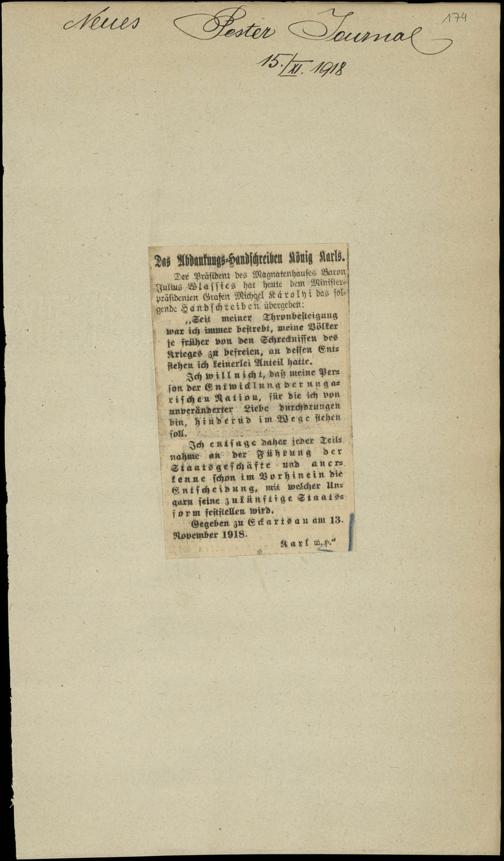 174
Neues Pester Journal
15./XI. 1918
Das Abdankungs-Handschreiben König Karls.
Der Präsident des Magnatenhauses Baron
Julius Wlassics hat heute dem Minister-
präsidenten Grafen Michael Károlyi das fol-
gende Handschreiben übergeben:
„Seit meiner Thronbesteigung
war ich immer bestrebt, meine Völker
je früher von den Schrecknissen des
Krieges zu befreien, an dessen Ent-
stehen ich keinerlei Anteil hatte.
Ich will nicht, daß meine Per-
son der Entwicklung der unga-
rischen Nation, für die ich von
unveränderter Liebe durchdrungen
bin, hindernd im Wege stehen
soll.
Ich entsage daher jeder Teil-
nahme an der Führung der
Staatsgeschäfte und aner-
kenne schon im Vorhinein die
Entscheidung, mit welcher Un-
garn seine zukünftige Staats-
form feststellen wird.
Gegeben zu Eckartsau am 13.
November 1918.
Karl m. p."